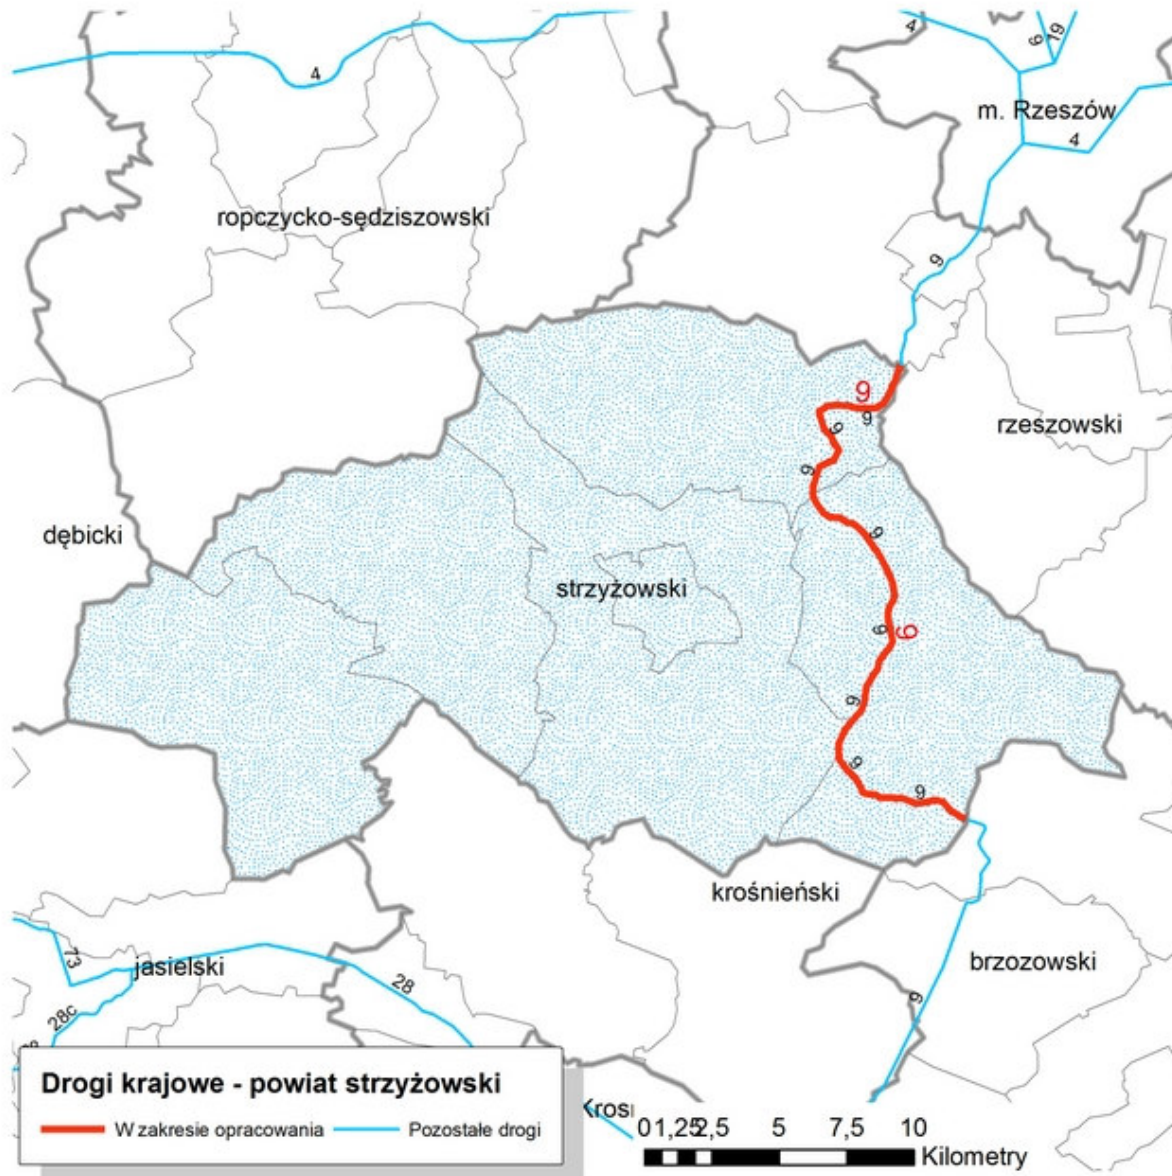 4
4
9
19
m. Rzeszów
4
ropczycko-sędziszowski
9
9
9
rzeszowski
9
9
dębicki
9
strzyżowski
9
9
9
9
9
krośnieński
brzozowski
73
jasielski
28
9
28c
Drogi krajowe - powiat strzyżowski
W zakresie opracowania
Pozostałe drogi
0 1,25 2,5 5 7,5 10
Kilometry